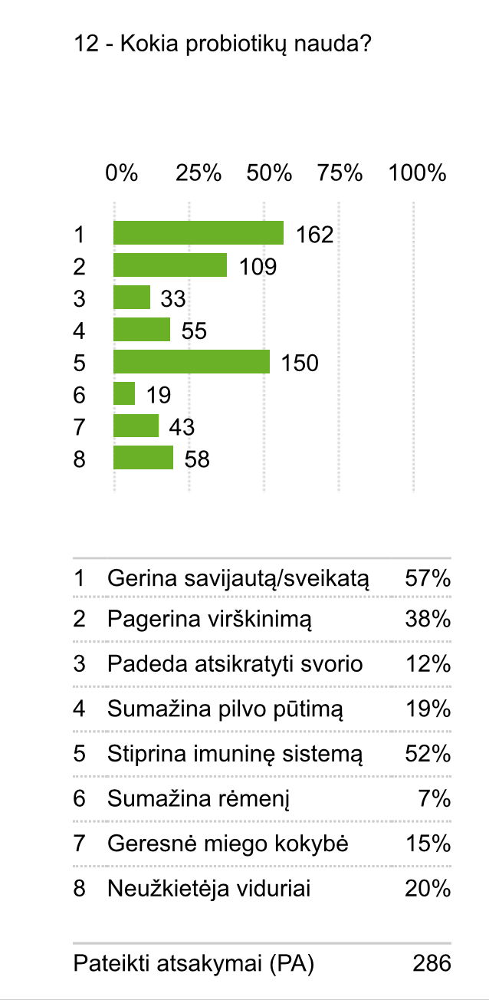 12 - Kokia probiotikų nauda?
0% 25% 50% 75% 100%
1 162
2 109
3 33
4 55
5 150
6 19
7 43
8 58
1 Gerina savijautą/sveikatą 57%
2 Pagerina virškinimą 38%
3 Padeda atsikratyti svorio 12%
4 Sumažina pilvo pūtimą 19%
5 Stiprina imuninę sistemą 52%
6 Sumažina rėmenį 7%
7 Geresnė miego kokybė 15%
8 Neužkietėja viduriai 20%
Pateikti atsakymai (PA) 286